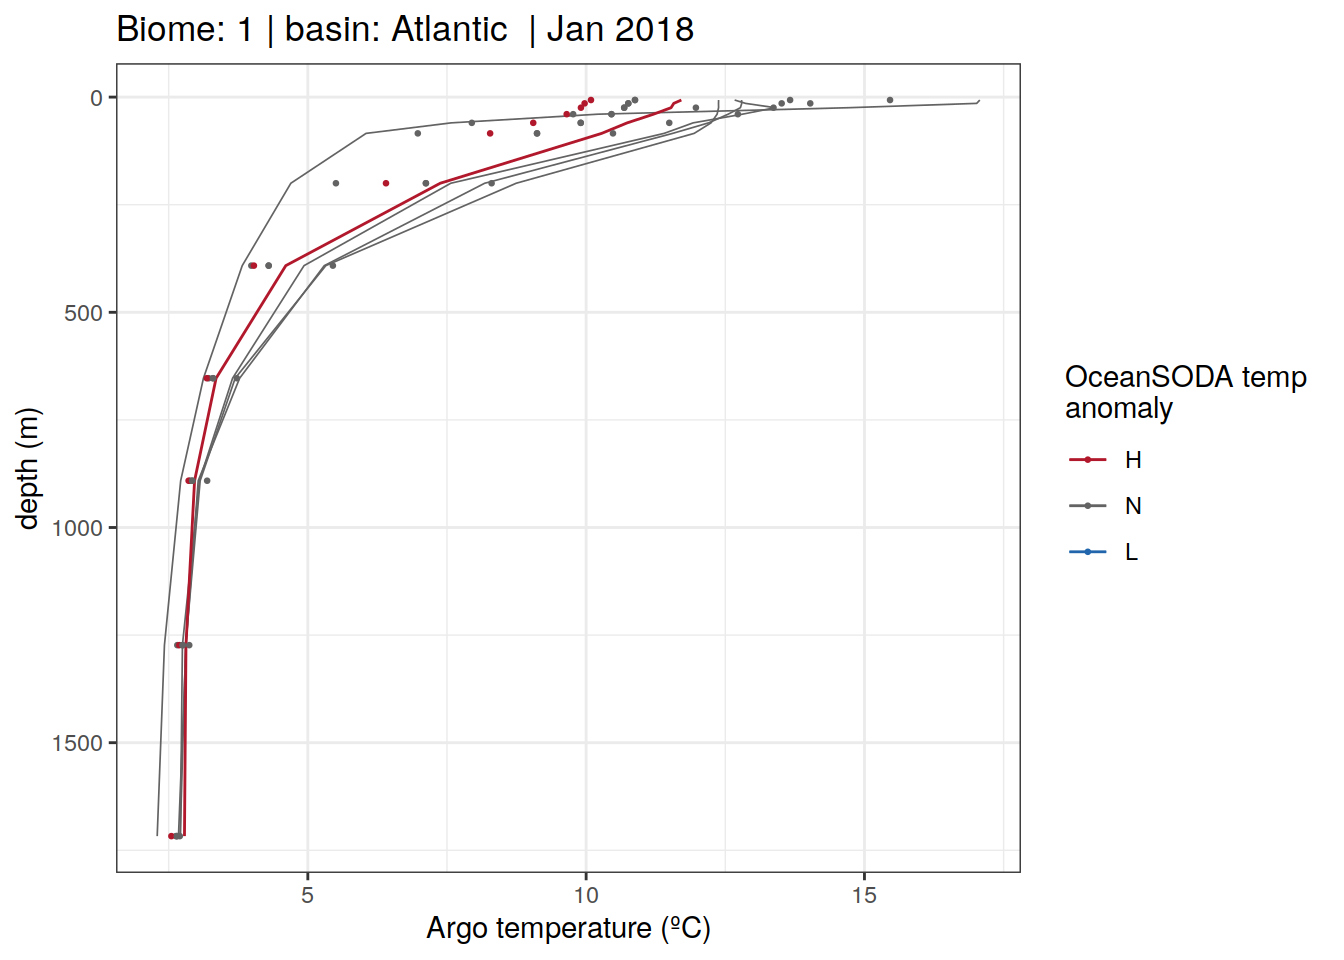 Biome: 1 | basin: Atlantic  | Jan 2018
0
500
1000
1500
depth (m)
5
10
15
Argo temperature (ºC)
OceanSODA temp
anomaly
H
N
L